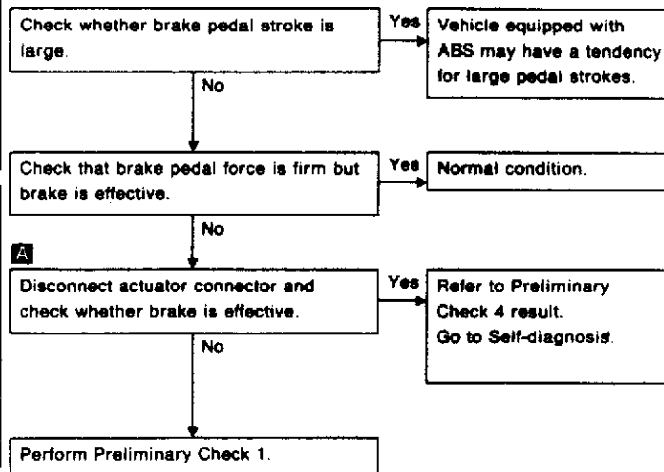 Check whether brake pedal stroke is
large.
Yes
Vehicle equipped with
ABS may have a tendency
for large pedal strokes.
No
Check that brake pedal force is firm but
brake is effective.
Yes
Normal condition.
No
A
Disconnect actuator connector and
check whether brake is effective.
Yes
Refer to Preliminary
Check 4 result.
Go to Self-diagnosis.
No
Perform Preliminary Check 1.